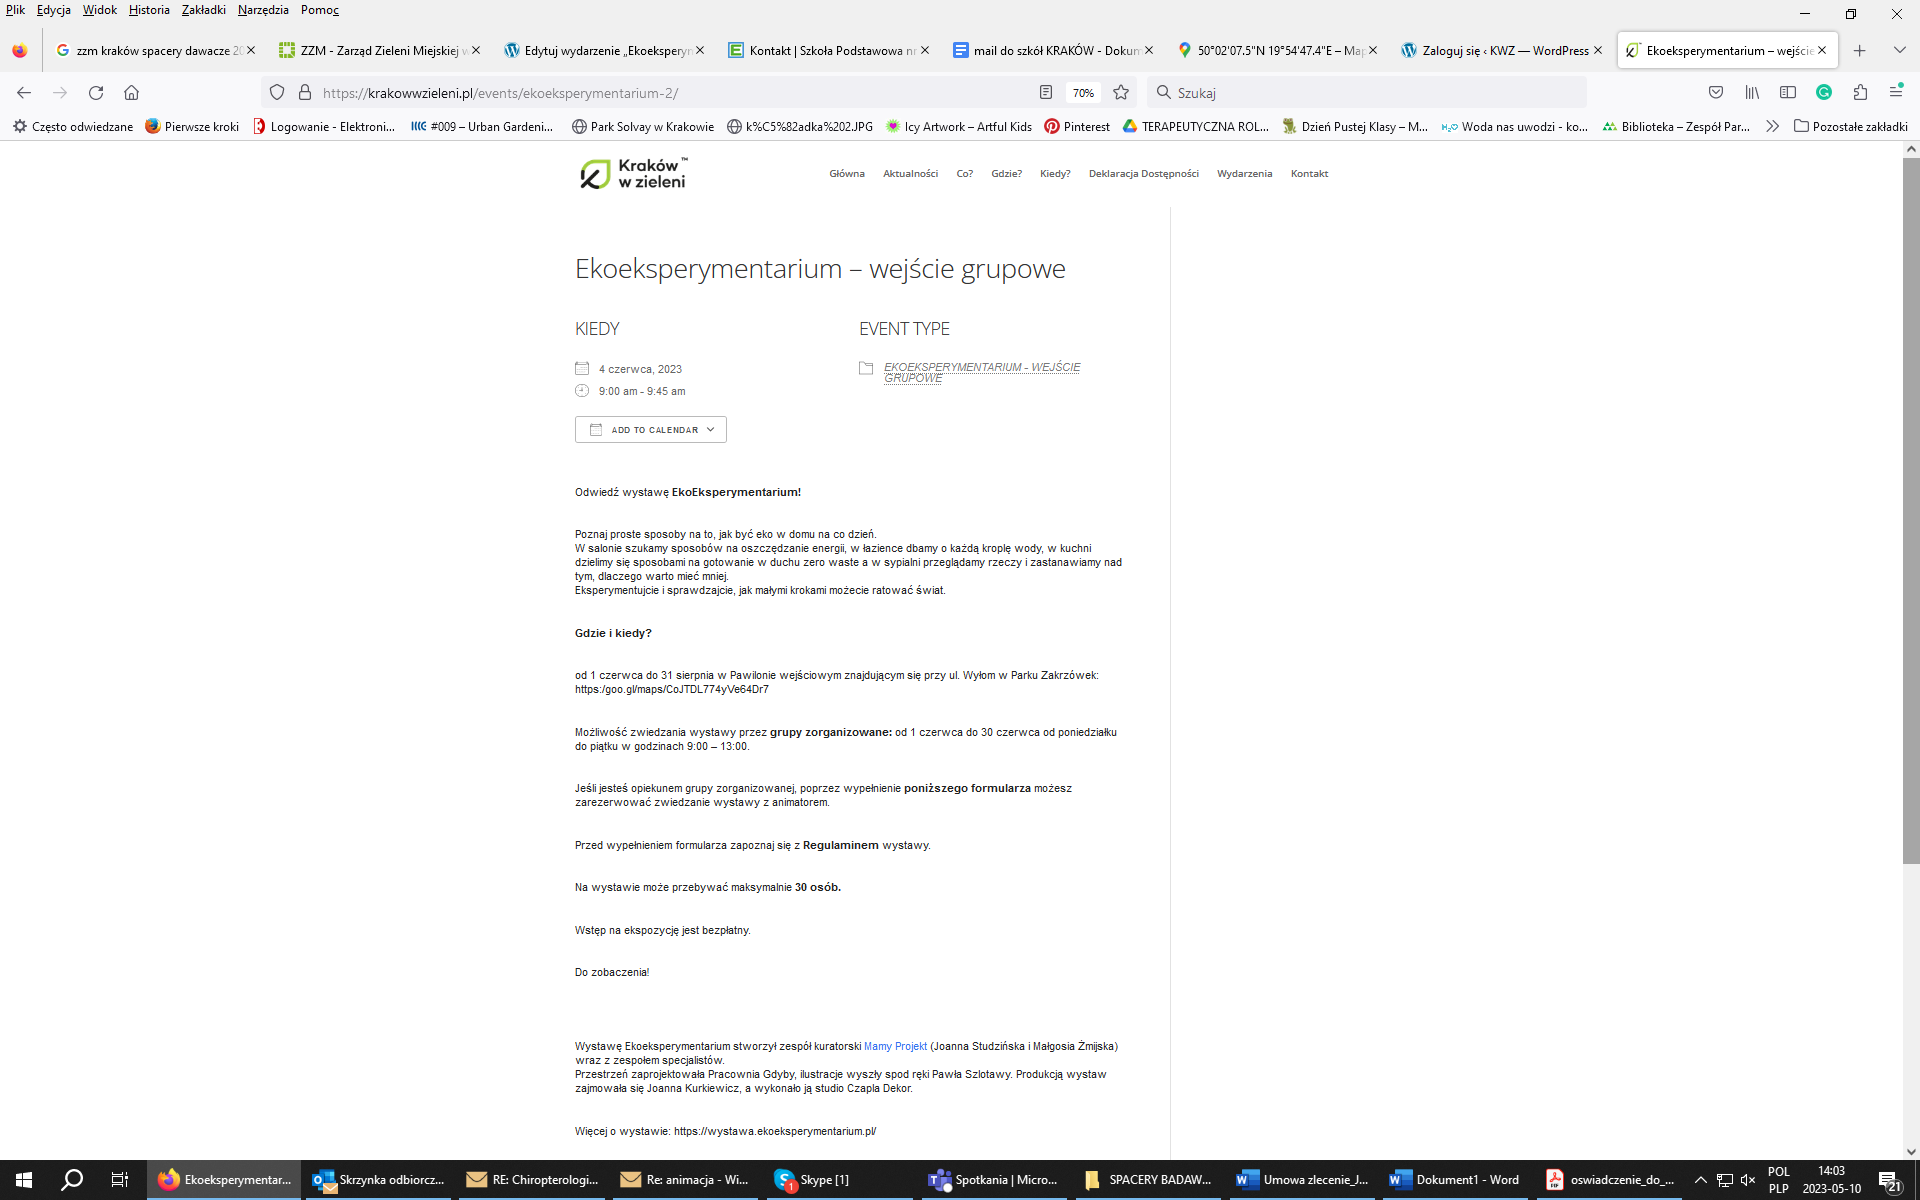 Plik Edycja Widok Historia Zakładki Narzędzia Pomoc
zzm kraków spacery dawacze 20
ZZM - Zarząd Zieleni Miejskiej w
Edytuj wydarzenie „Ekoeksperym
Kontakt | Szkoła Podstawowa nr
mail do szkół KRAKÓW - Dokum
50°02'07.5"N 19°54'47.4"E – Map
Zaloguj się ‹ KWZ — WordPress
Ekoeksperymentarium – wejście
https://krakowwzieleni.pl/events/ekoeksperymentarium-2/
70%
Szukaj
Często odwiedzane
Pierwsze kroki
Logowanie - Elektroni...
#009 – Urban Gardeni...
Park Solvay w Krakowie
k%C5%82adka%202.JPG
Icy Artwork – Artful Kids
Pinterest
TERAPEUTYCZNA ROL...
Dzień Pustej Klasy – M...
Woda nas uwodzi - ko...
Biblioteka – Zespół Par...
Pozostałe zakładki
Kraków™
w zieleni
Główna Aktualności Co? Gdzie? Kiedy? Deklaracja Dostępności Wydarzenia Kontakt
Ekoeksperymentarium – wejście grupowe
KIEDY
4 czerwca, 2023
9:00 am - 9:45 am
ADD TO CALENDAR
EVENT TYPE
EKOEKSPERYMENTARIUM - WEJŚCIE
GRUPOWE
Odwiedź wystawę EkoEksperymentarium!
Poznaj proste sposoby na to, jak być eko w domu na co dzień.
W salonie szukamy sposobów na oszczędzanie energii, w łazience dbamy o każdą kroplę wody, w kuchni
dzielimy się sposobami na gotowanie w duchu zero waste a w sypialni przeglądamy rzeczy i zastanawiamy nad
tym, dlaczego warto mieć mniej.
Eksperymentujcie i sprawdzajcie, jak małymi krokami możecie ratować świat.
Gdzie i kiedy?
od 1 czerwca do 31 sierpnia w Pawilonie wejściowym znajdującym się przy ul. Wyłom w Parku Zakrzówek:
https:/goo.gl/maps/CoJTDL774yVe64Dr7
Możliwość zwiedzania wystawy przez grupy zorganizowane: od 1 czerwca do 30 czerwca od poniedziałku
do piątku w godzinach 9:00 – 13:00.
Jeśli jesteś opiekunem grupy zorganizowanej, poprzez wypełnienie poniższego formularza możesz
zarezerwować zwiedzanie wystawy z animatorem.
Przed wypełnieniem formularza zapoznaj się z Regulaminem wystawy.
Na wystawie może przebywać maksymalnie 30 osób.
Wstęp na ekspozycję jest bezpłatny.
Do zobaczenia!
Wystawę Ekoeksperymentarium stworzył zespół kuratorski Mamy Projekt (Joanna Studzińska i Małgosia Żmijska)
wraz z zespołem specjalistów.
Przestrzeń zaprojektowała Pracownia Gdyby, ilustracje wyszły spod ręki Pawła Szlotawy. Produkcją wystaw
zajmowała się Joanna Kurkiewicz, a wykonało ją studio Czapla Dekor.
Więcej o wystawie: https://wystawa.ekoeksperymentarium.pl/
Ekoeksperymentar...
Skrzynka odbiorcz...
RE: Chiropterologi...
Re: animacja - Wi...
Skype [1]
Spotkania | Micro...
SPACERY BADAW...
Umowa zlecenie_J...
Dokument1 - Word
oswiadczenie_do_...
POL
PLP
14:03
2023-05-10
21